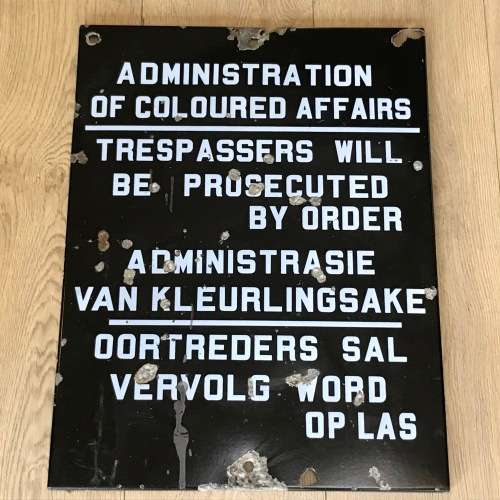 ADMINISTRATION
OF COLOURED AFFAIRS
TRESPASSERS WILL
BE PROSECUTED
BY ORDER
ADMINISTRASIE
VAN KLEURLINGSAKE
OORTREDERS SAL
VERVOLG WORD
OP LAS